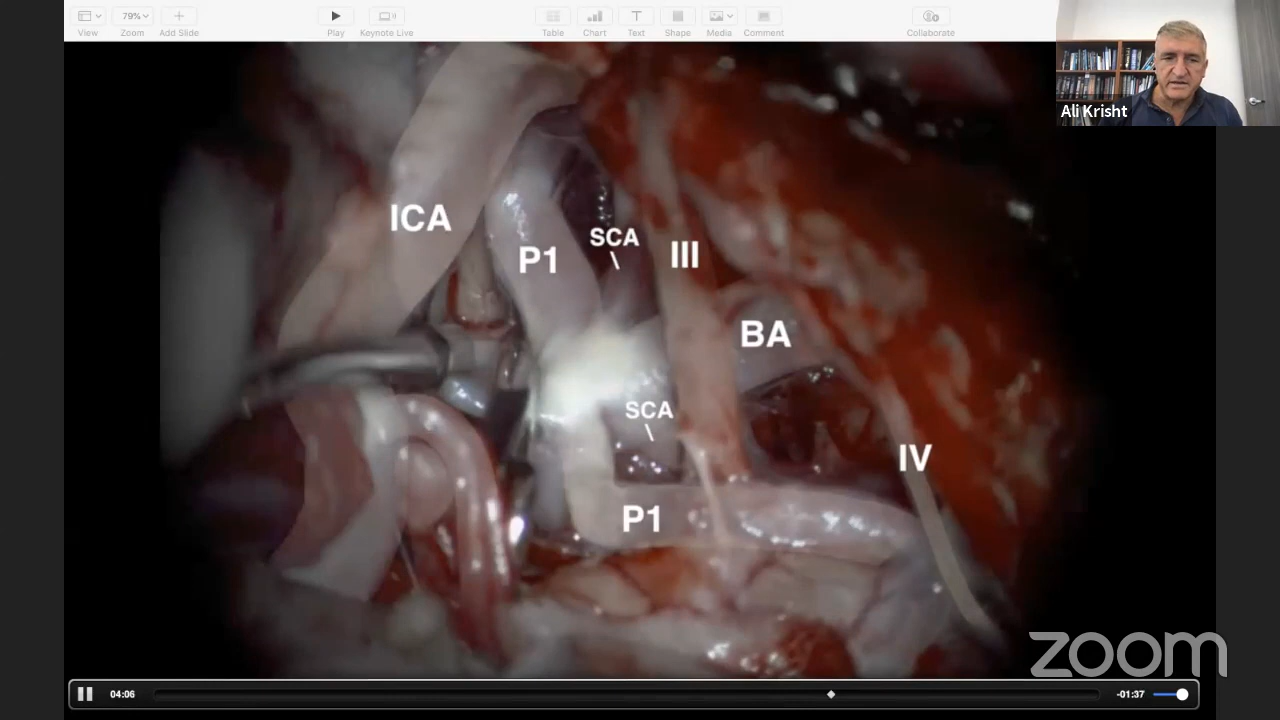 79%
View
Zoom
Add Slide
Play
Keynote Live
Table
Chart
Text
Shape
Media
Comment
Collaborate
Ali Krisht
ICA
P1
SCA
III
BA
SCA
IV
P1
zoom
04:06
-01:37